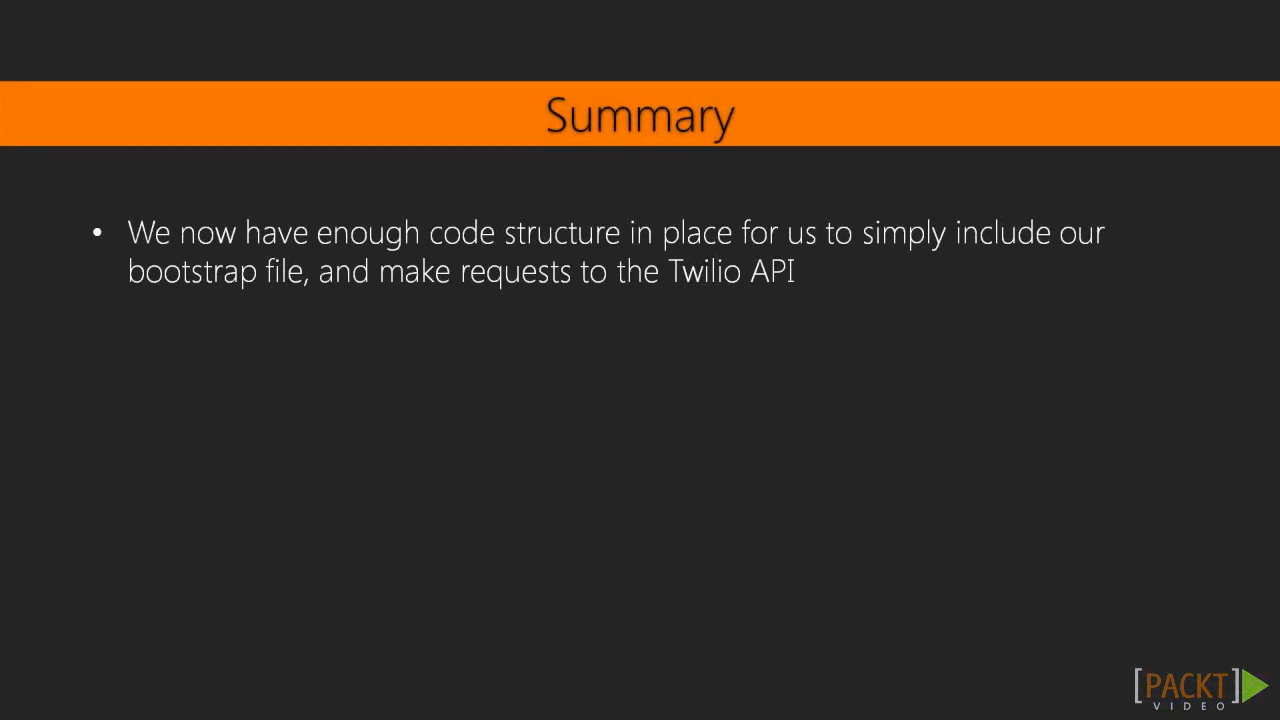 Summary
• We now have enough code structure in place for us to simply include our
bootstrap file, and make requests to the Twilio API
[PACKT]
VIDEO